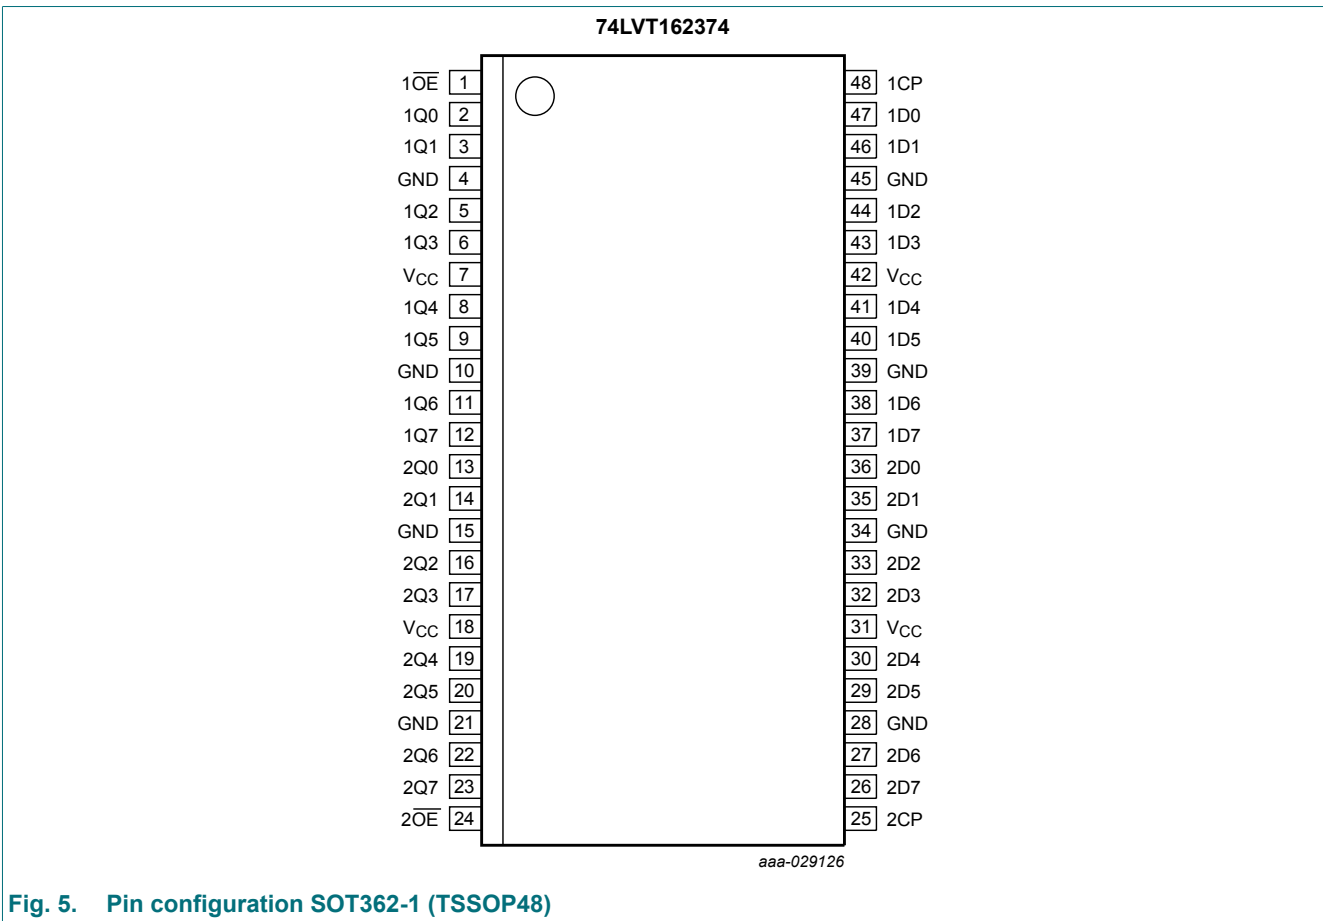 74LVT162374
1O̅E̅ 1 48 1CP
1Q0 2 47 1D0
1Q1 3 46 1D1
GND 4 45 GND
1Q2 5 44 1D2
1Q3 6 43 1D3
VCC 7 42 VCC
1Q4 8 41 1D4
1Q5 9 40 1D5
GND 10 39 GND
1Q6 11 38 1D6
1Q7 12 37 1D7
2Q0 13 36 2D0
2Q1 14 35 2D1
GND 15 34 GND
2Q2 16 33 2D2
2Q3 17 32 2D3
VCC 18 31 VCC
2Q4 19 30 2D4
2Q5 20 29 2D5
GND 21 28 GND
2Q6 22 27 2D6
2Q7 23 26 2D7
2O̅E̅ 24 25 2CP
aaa-029126
Fig. 5. Pin configuration SOT362-1 (TSSOP48)